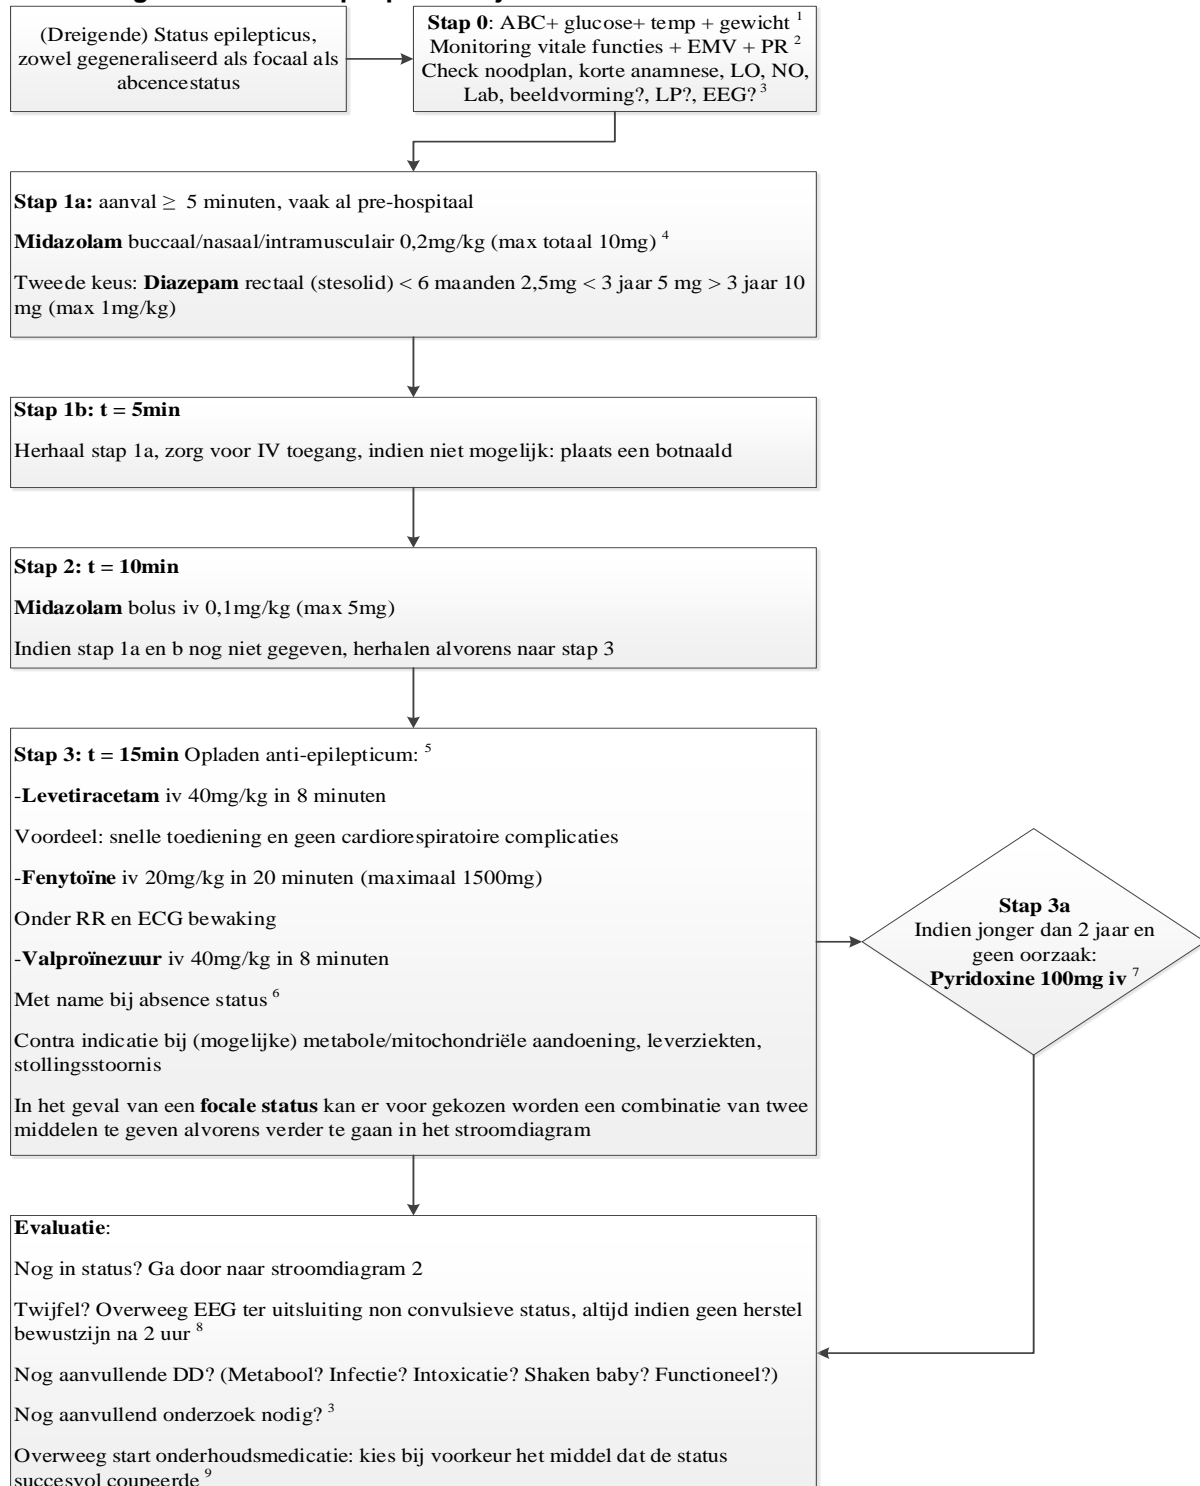 (Dreigende) Status epilepticus,
zowel gegeneraliseerd als focaal als
abcencestatus
Stap 0: ABC+ glucose+ temp + gewicht 1
Monitoring vitale functies + EMV + PR 2
Check noodplan, korte anamnese, LO, NO,
Lab, beeldvorming?, LP?, EEG? 3
Stap 1a: aanval ≥ 5 minuten, vaak al pre-hospitaal
Midazolam buccaal/nasaal/intramusculair 0,2mg/kg (max totaal 10mg) 4
Tweede keus: Diazepam rectaal (stesolid) < 6 maanden 2,5mg < 3 jaar 5 mg > 3 jaar 10
mg (max 1mg/kg)
Stap 1b: t = 5min
Herhaal stap 1a, zorg voor IV toegang, indien niet mogelijk: plaats een botnaald
Stap 2: t = 10min
Midazolam bolus iv 0,1mg/kg (max 5mg)
Indien stap 1a en b nog niet gegeven, herhalen alvorens naar stap 3
Stap 3: t = 15min Opladen anti-epilepticum: 5
-Levetiracetam iv 40mg/kg in 8 minuten
Voordeel: snelle toediening en geen cardiorespiratoire complicaties
-Fenytoïne iv 20mg/kg in 20 minuten (maximaal 1500mg)
Onder RR en ECG bewaking
-Valproïnezuur iv 40mg/kg in 8 minuten
Met name bij absence status 6
Contra indicatie bij (mogelijke) metabole/mitochondriële aandoening, leverziekten,
stollingsstoornis
In het geval van een focale status kan er voor gekozen worden een combinatie van twee
middelen te geven alvorens verder te gaan in het stroomdiagram
Stap 3a
Indien jonger dan 2 jaar en
geen oorzaak:
Pyridoxine 100mg iv 7
Evaluatie:
Nog in status? Ga door naar stroomdiagram 2
Twijfel? Overweeg EEG ter uitsluiting non convulsieve status, altijd indien geen herstel
bewustzijn na 2 uur 8
Nog aanvullende DD? (Metabool? Infectie? Intoxicatie? Shaken baby? Functioneel?)
Nog aanvullend onderzoek nodig? 3
Overweeg start onderhoudsmedicatie: kies bij voorkeur het middel dat de status
succesvol coupeerde 9